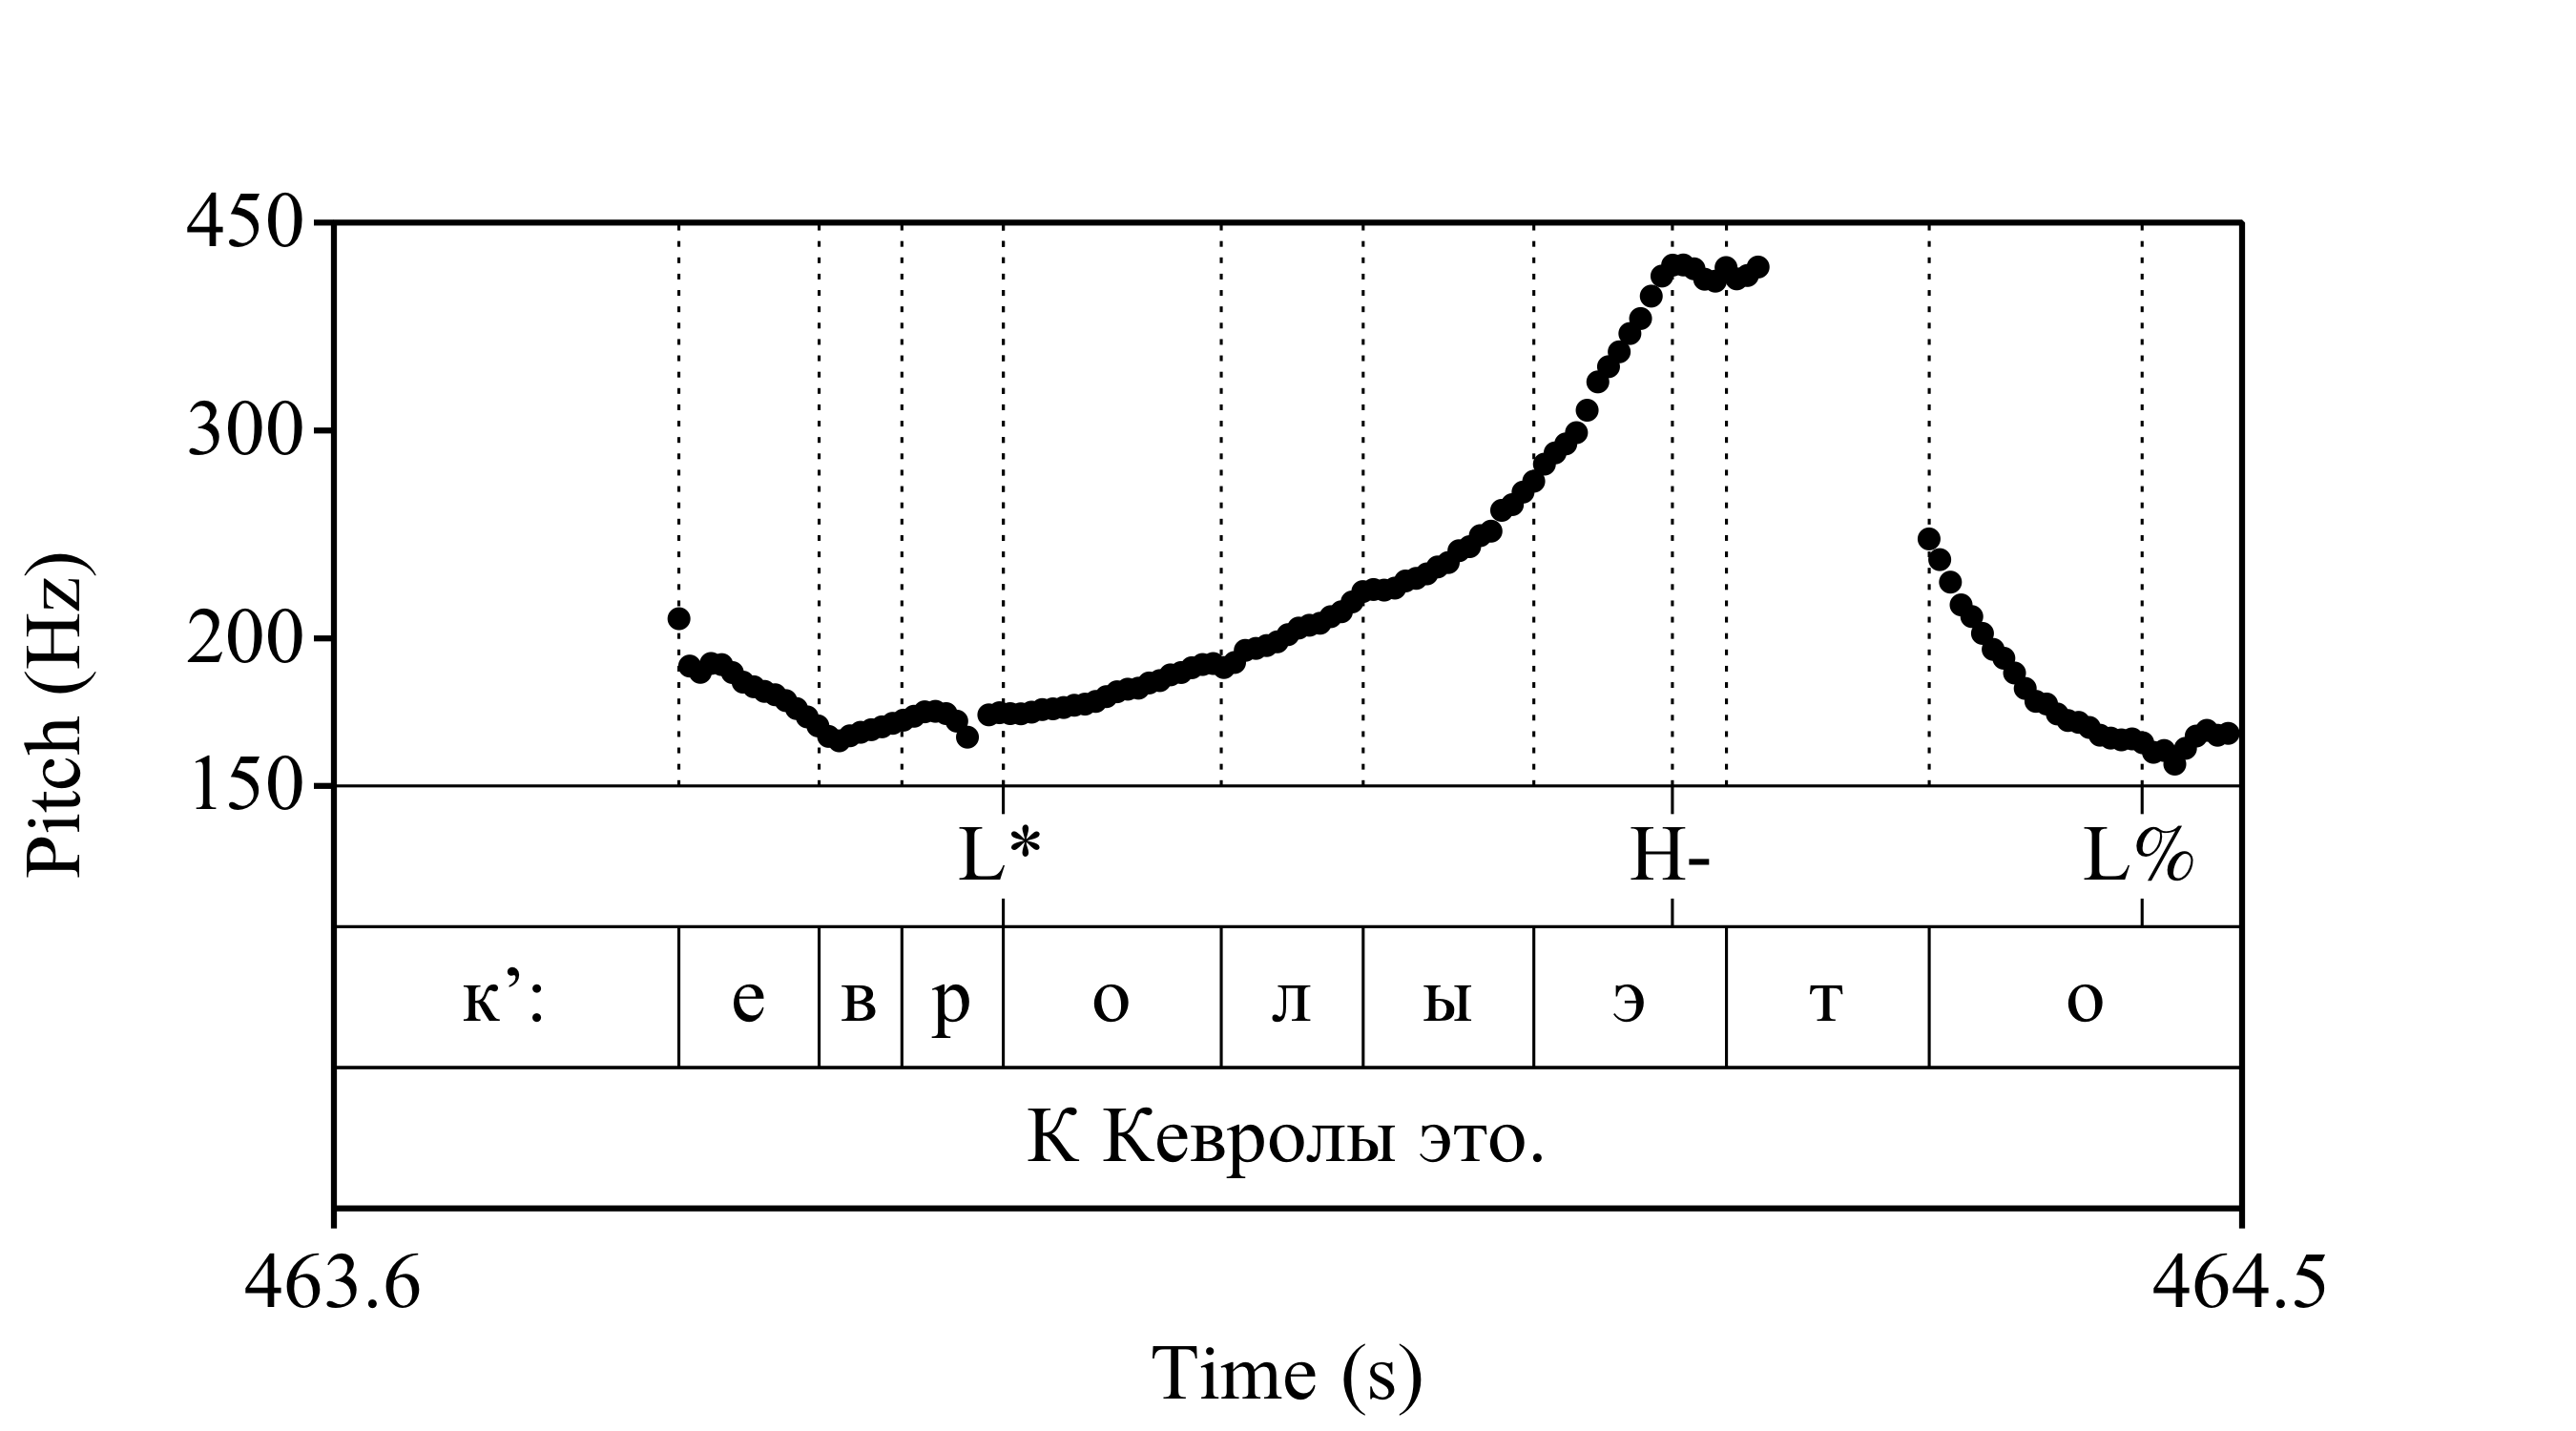 450
300
200
150
Pitch (Hz)
L* H- L%
к’: е в р о л ы э т о
К Кевролы это.
463.6 464.5
Time (s)